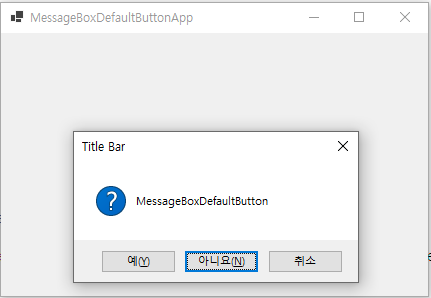 MessageBoxDefaultButtonApp
Title Bar
MessageBoxDefaultButton
예(Y) 아니요(N) 취소